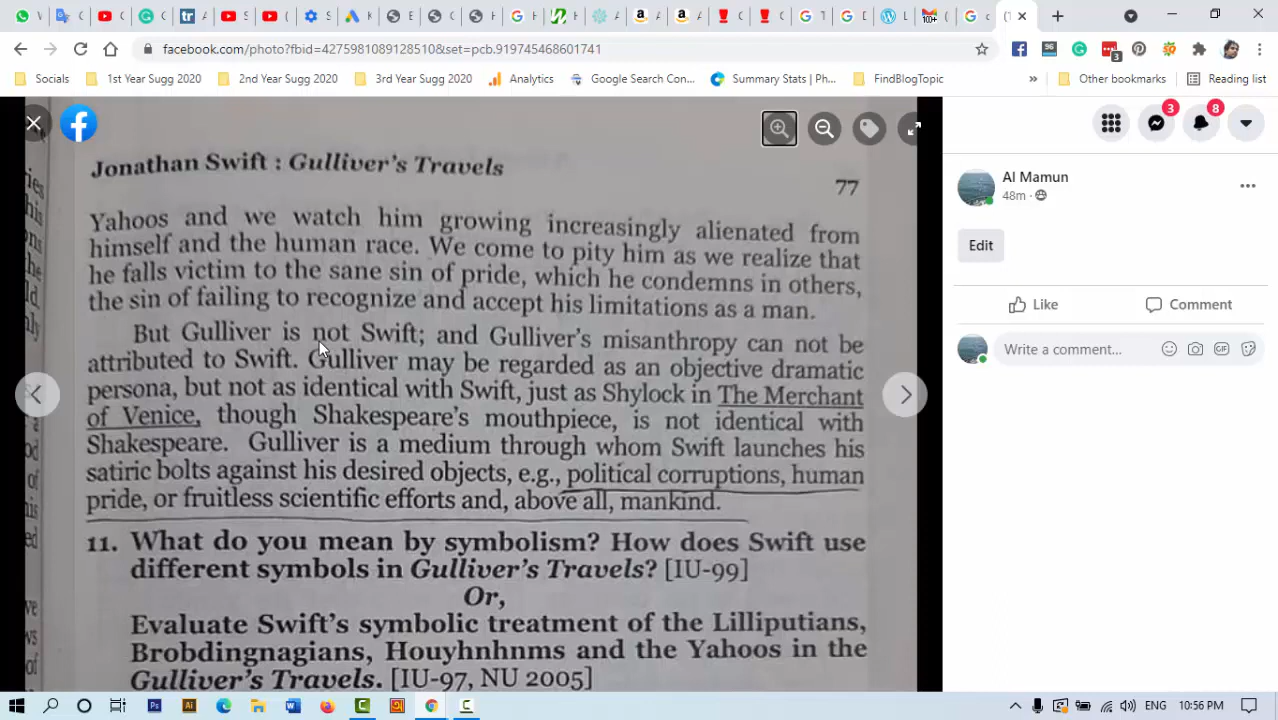 facebook.com/photo?fbid=4275981089128510&set=pcb.919745468601741
Socials 1st Year Sugg 2020 2nd Year Sugg 2020 3rd Year Sugg 2020 Analytics Google Search Con... Summary Stats | Ph... FindBlogTopic » Other bookmarks Reading list
Jonathan Swift : Gulliver's Travels
77
Yahoos and we watch him growing increasingly alienated from
himself and the human race. We come to pity him as we realize that
he falls victim to the sane sin of pride, which he condemns in others,
the sin of failing to recognize and accept his limitations as a man.
But Gulliver is not Swift; and Gulliver's misanthropy can not be
attributed to Swift. Gulliver may be regarded as an objective dramatic
persona, but not as identical with Swift, just as Shylock in The Merchant
of Venice, though Shakespeare's mouthpiece, is not identical with
Shakespeare. Gulliver is a medium through whom Swift launches his
satiric bolts against his desired objects, e.g., political corruptions, human
pride, or fruitless scientific efforts and, above all, mankind.
11. What do you mean by symbolism? How does Swift use
different symbols in Gulliver's Travels? [IU-99]
Or,
Evaluate Swift's symbolic treatment of the Lilliputians,
Brobdingnagians, Houyhnhnms and the Yahoos in the
Gulliver's Travels. [IU-97, NU 2005]
3 8
Al Mamun
48m
Edit
Like Comment
Write a comment...
10:56 PM